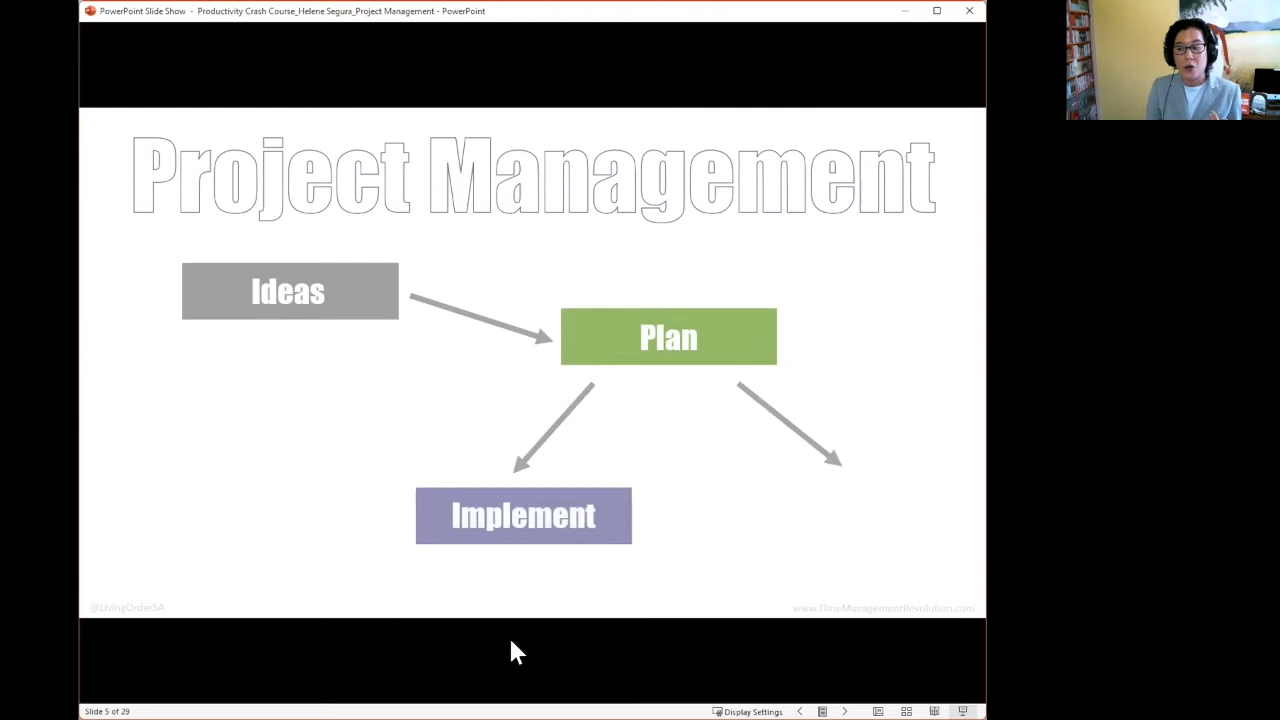 PowerPoint Slide Show - Productivity Crash Course_Helene Segura_Project Management - PowerPoint
Project Management
Ideas
Plan
Implement
@LivingOrderSA
www.TimeManagementRevolution.com
Slide 5 of 29
Display Settings